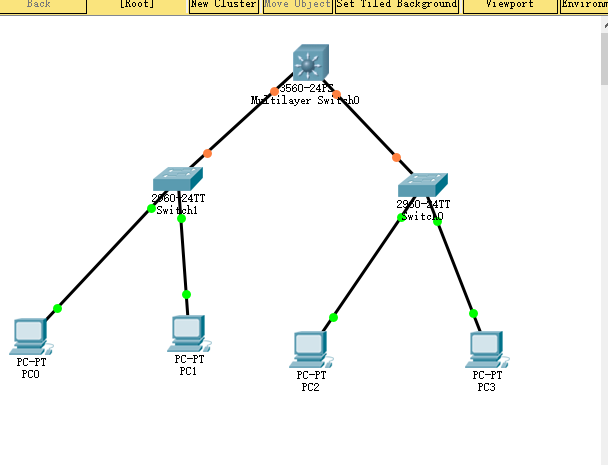 Back
[Root]
New Cluster
Move Object
Set Tiled Background
Viewport
3560-24PS
Multilayer Switch0
2960-24TT
Switch1
2960-24TT
Switch0
PC-PT
PC0
PC-PT
PC1
PC-PT
PC2
PC-PT
PC3